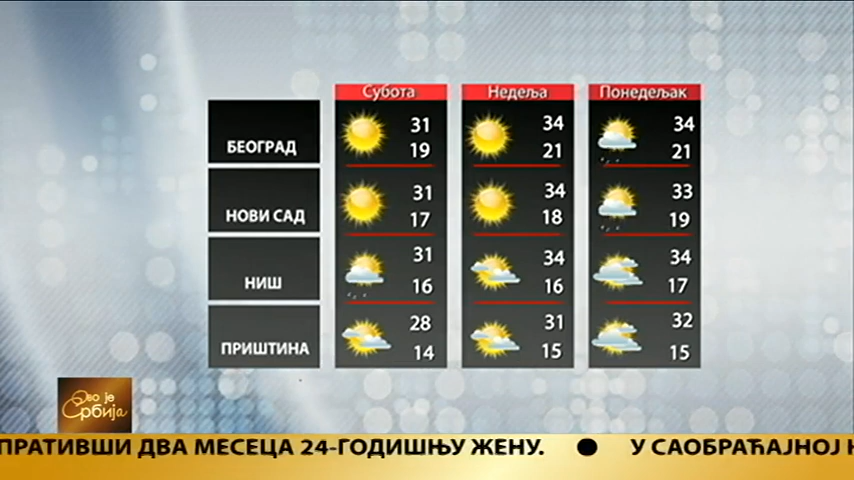 Субота Недеља Понедељак
БЕОГРАД 31 34 34
19 21 21
НОВИ САД 31 34 33
17 18 19
НИШ 31 34 34
16 16 17
ПРИШТИНА 28 31 32
14 15 15
Ово је
Србија
ПРАТИВШИ ДВА МЕСЕЦА 24-ГОДИШЊУ ЖЕНУ. ● У САОБРАЋАЈНОЈ